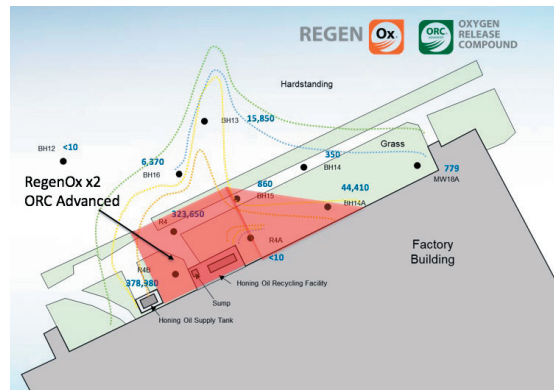 REGEN Ox
ORC OXYGEN
RELEASE
COMPOUND
Hardstanding
BH13
15,850
BH12
<10
6,370
BH16
Grass
350
BH14
779
MW18A
RegenOx x2
ORC Advanced
860
BH15
44,410
BH14A
323,650
R4
R4A
<10
Factory
Building
R4B
378,980
Honing Oil Recycling Facility
Sump
Honing Oil Supply Tank